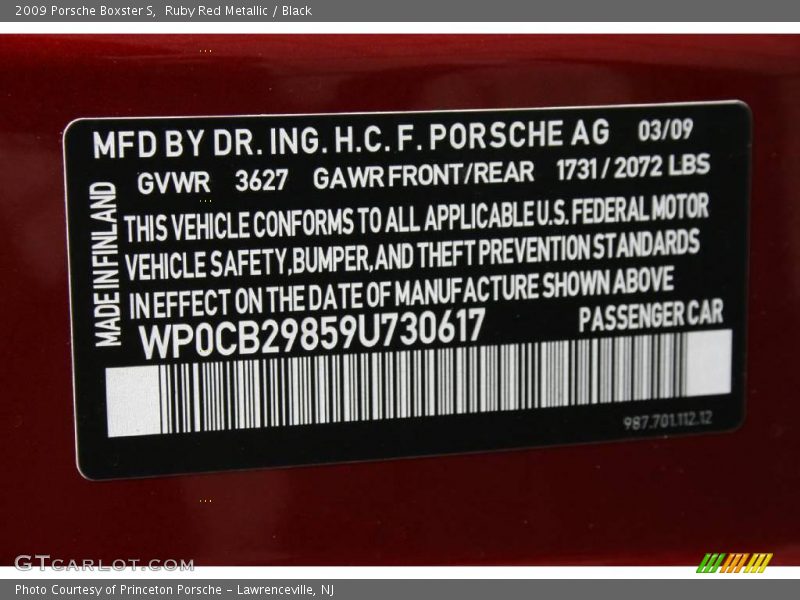 2009 Porsche Boxster S, Ruby Red Metallic / Black
MFD BY DR. ING. H.C. F. PORSCHE AG 03/09
GVWR 3627 GAWR FRONT/REAR 1731 / 2072 LBS
MADE IN FINLAND
THIS VEHICLE CONFORMS TO ALL APPLICABLE U.S. FEDERAL MOTOR
VEHICLE SAFETY, BUMPER, AND THEFT PREVENTION STANDARDS
IN EFFECT ON THE DATE OF MANUFACTURE SHOWN ABOVE
WP0CB29859U730617 PASSENGER CAR
987.701.112.12
GTCARLOT.COM
Photo Courtesy of Princeton Porsche - Lawrenceville, NJ